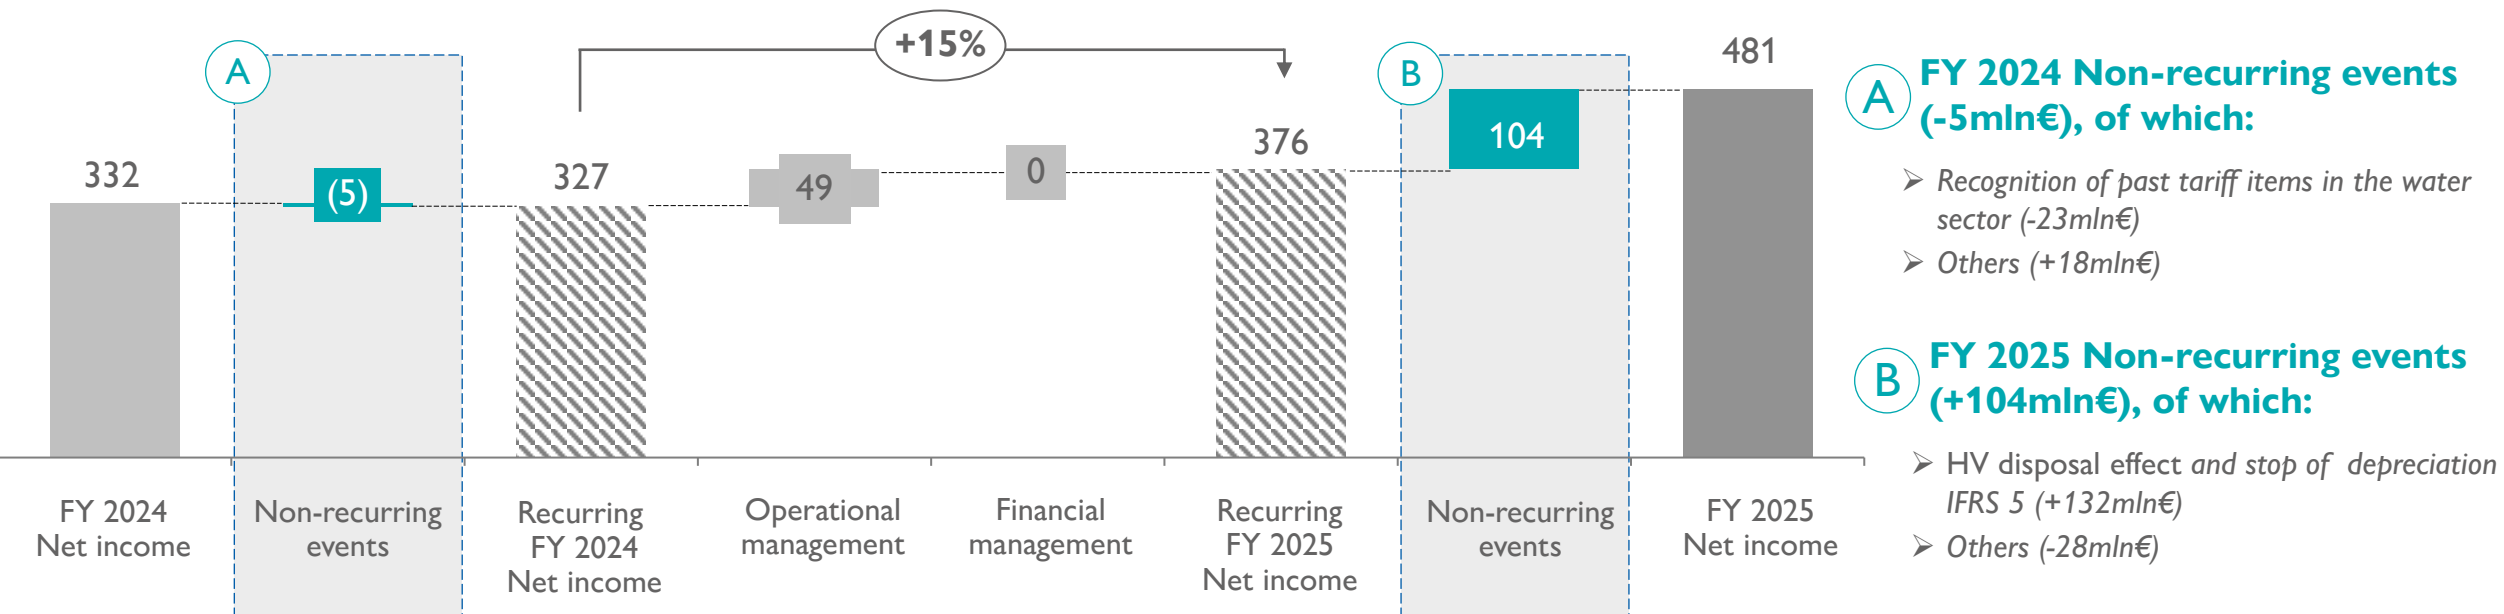 +15%
A
B
481
332
(5)
327
49
0
376
104
FY 2024
Net income
Non-recurring
events
Recurring
FY 2024
Net income
Operational
management
Financial
management
Recurring
FY 2025
Net income
Non-recurring
events
FY 2025
Net income
A
FY 2024 Non-recurring events
(-5mln€), of which:
➢ Recognition of past tariff items in the water
sector (-23mln€)
➢ Others (+18mln€)
B
FY 2025 Non-recurring events
(+104mln€), of which:
➢ HV disposal effect and stop of depreciation
IFRS 5 (+132mln€)
➢ Others (-28mln€)